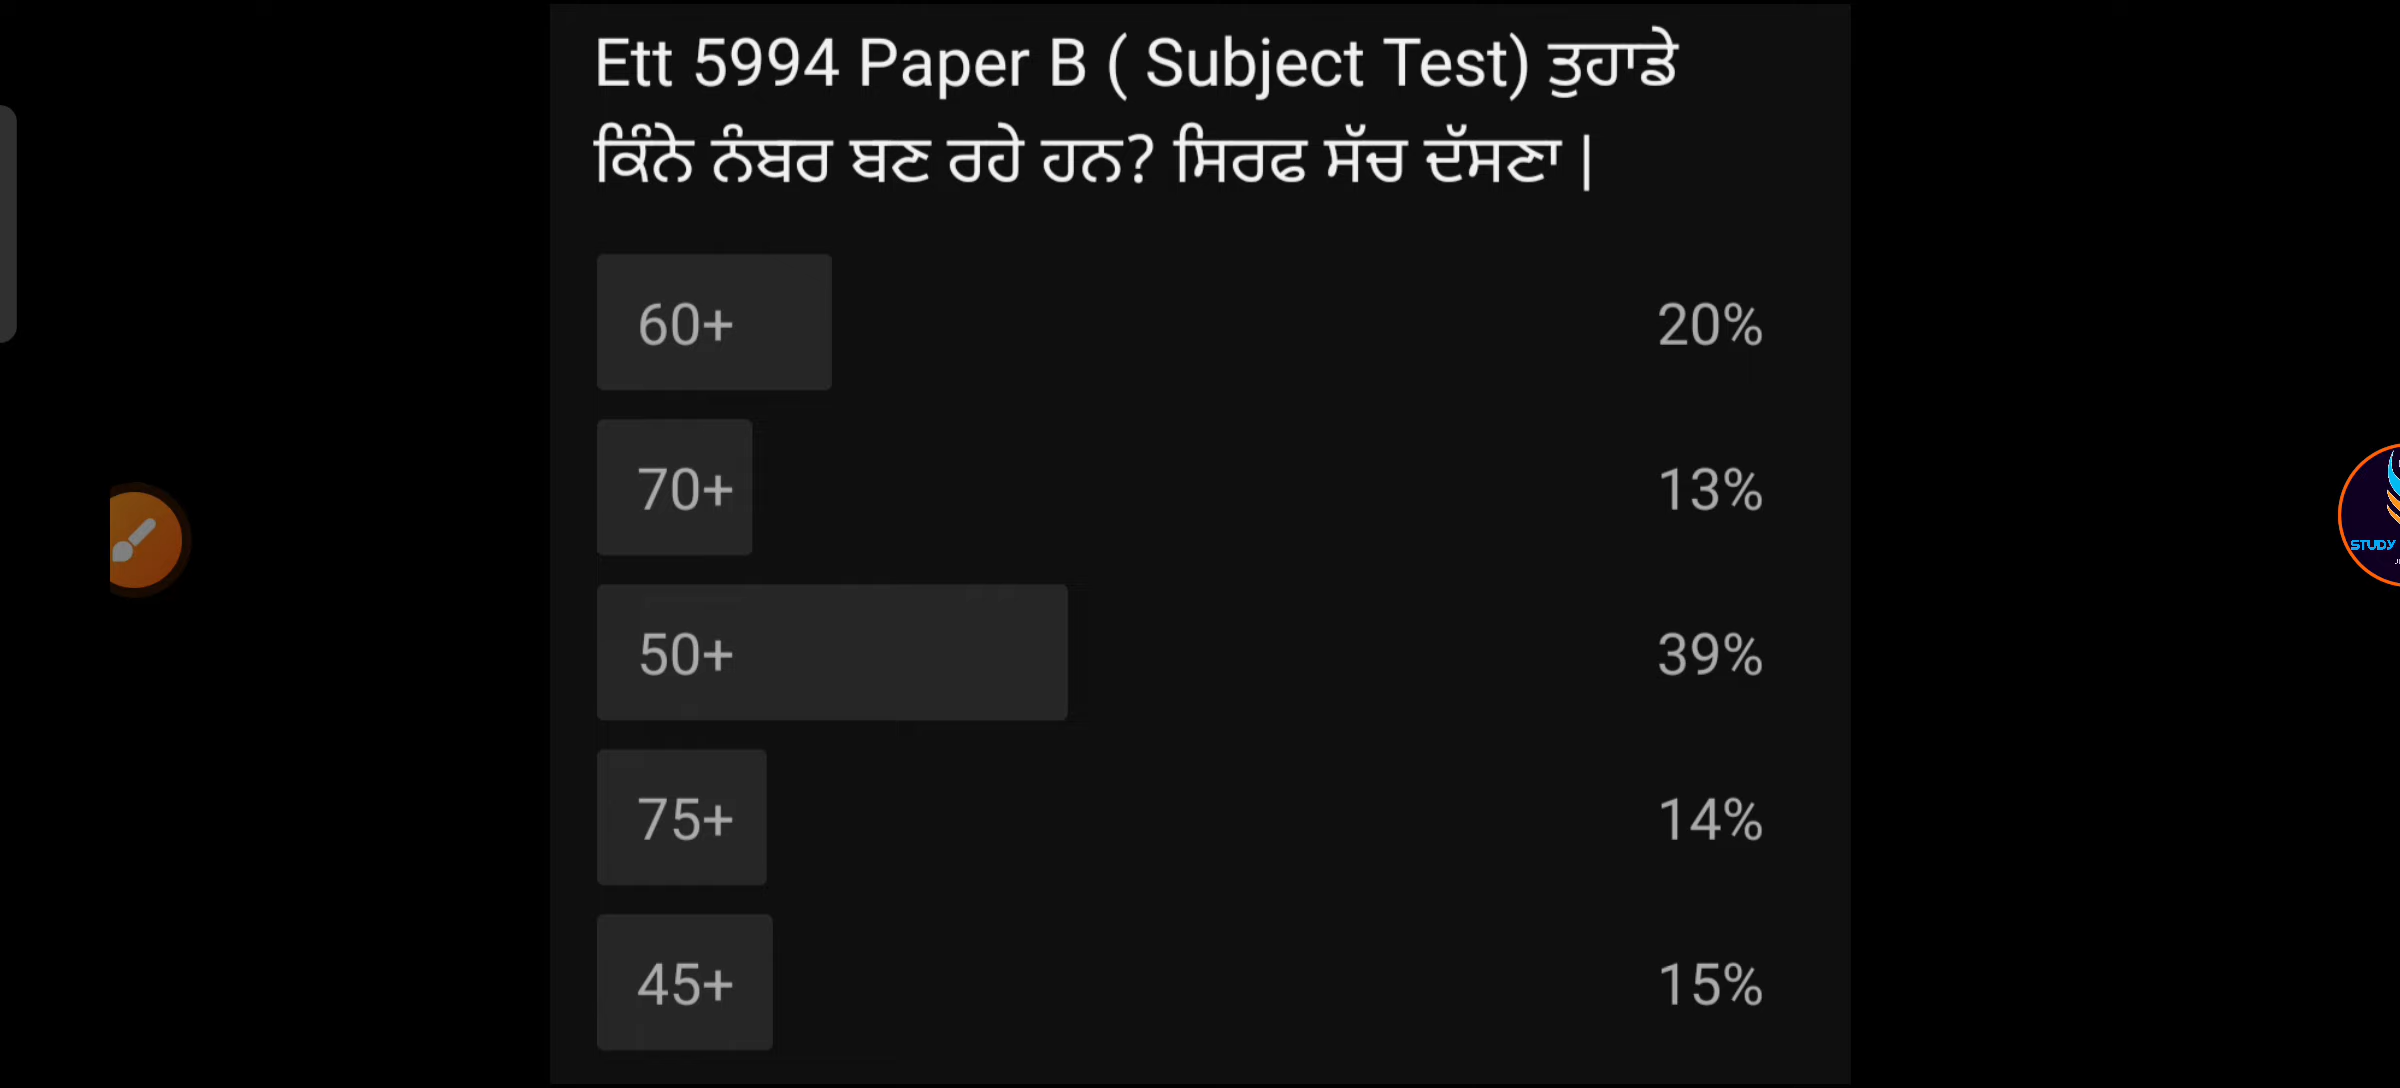 Ett 5994 Paper B ( Subject Test) ਤੁਹਾਡੇ
ਕਿੰਨੇ ਨੰਬਰ ਬਣ ਰਹੇ ਹਨ? ਸਿਰਫ ਸੱਚ ਦੱਸਣਾ |
60+ 20%
70+ 13%
50+ 39%
75+ 14%
45+ 15%
STUDY